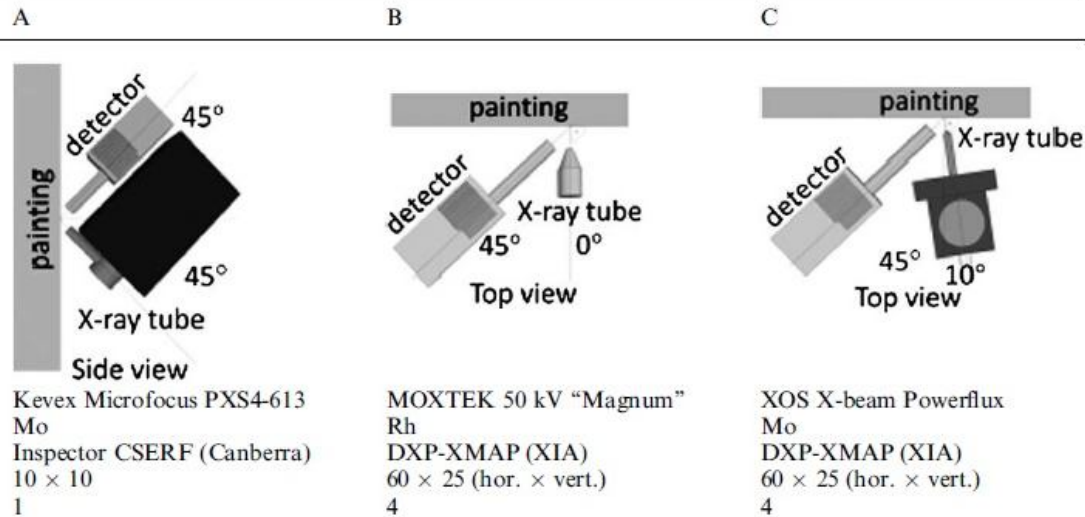 A B C
detector
45°
painting
45°
X-ray tube
Side view
painting
detector
X-ray tube
45° 0°
Top view
painting
X-ray tube
detector
45° 10°
Top view
Kevex Microfocus PXS4-613 MOXTEK 50 kV “Magnum” XOS X-beam Powerflux
Mo Rh Mo
Inspector CSERF (Canberra) DXP-XMAP (XIA) DXP-XMAP (XIA)
10 × 10 60 × 25 (hor. × vert.) 60 × 25 (hor. × vert.)
1 4 4